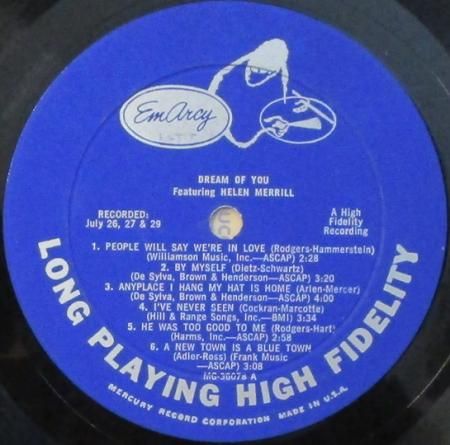 EmArcy
DREAM OF YOU
Featuring HELEN MERRILL
RECORDED:
July 26, 27 & 29
A High
Fidelity
Recording
1. PEOPLE WILL SAY WE'RE IN LOVE (Rodgers-Hammerstein)
(Williamson Music, Inc.—ASCAP) 2:28
2. BY MYSELF (Dietz-Schwartz)
(De Sylva, Brown & Henderson—ASCAP) 3:20
3. ANYPLACE I HANG MY HAT IS HOME (Arlen-Mercer)
(De Sylva, Brown & Henderson—ASCAP) 4:00
4. I'VE NEVER SEEN (Cockran-Marcotte)
(Hill & Range Songs, Inc.—BMI) 3:34
5. HE WAS TOO GOOD TO ME (Rodgers-Hart)
(Harms, Inc.—ASCAP) 2:58
6. A NEW TOWN IS A BLUE TOWN
(Adler-Ross) (Frank Music
—ASCAP) 3:08
MG-36078 A
LONG PLAYING HIGH FIDELITY
MERCURY RECORD CORPORATION MADE IN U.S.A.